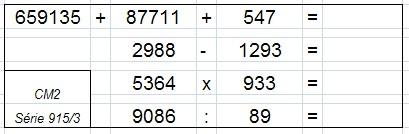 659135 + 87711 + 547 =
2988 - 1293 =
5364 x 933 =
CM2
9086 : 89 =
Série 915/3